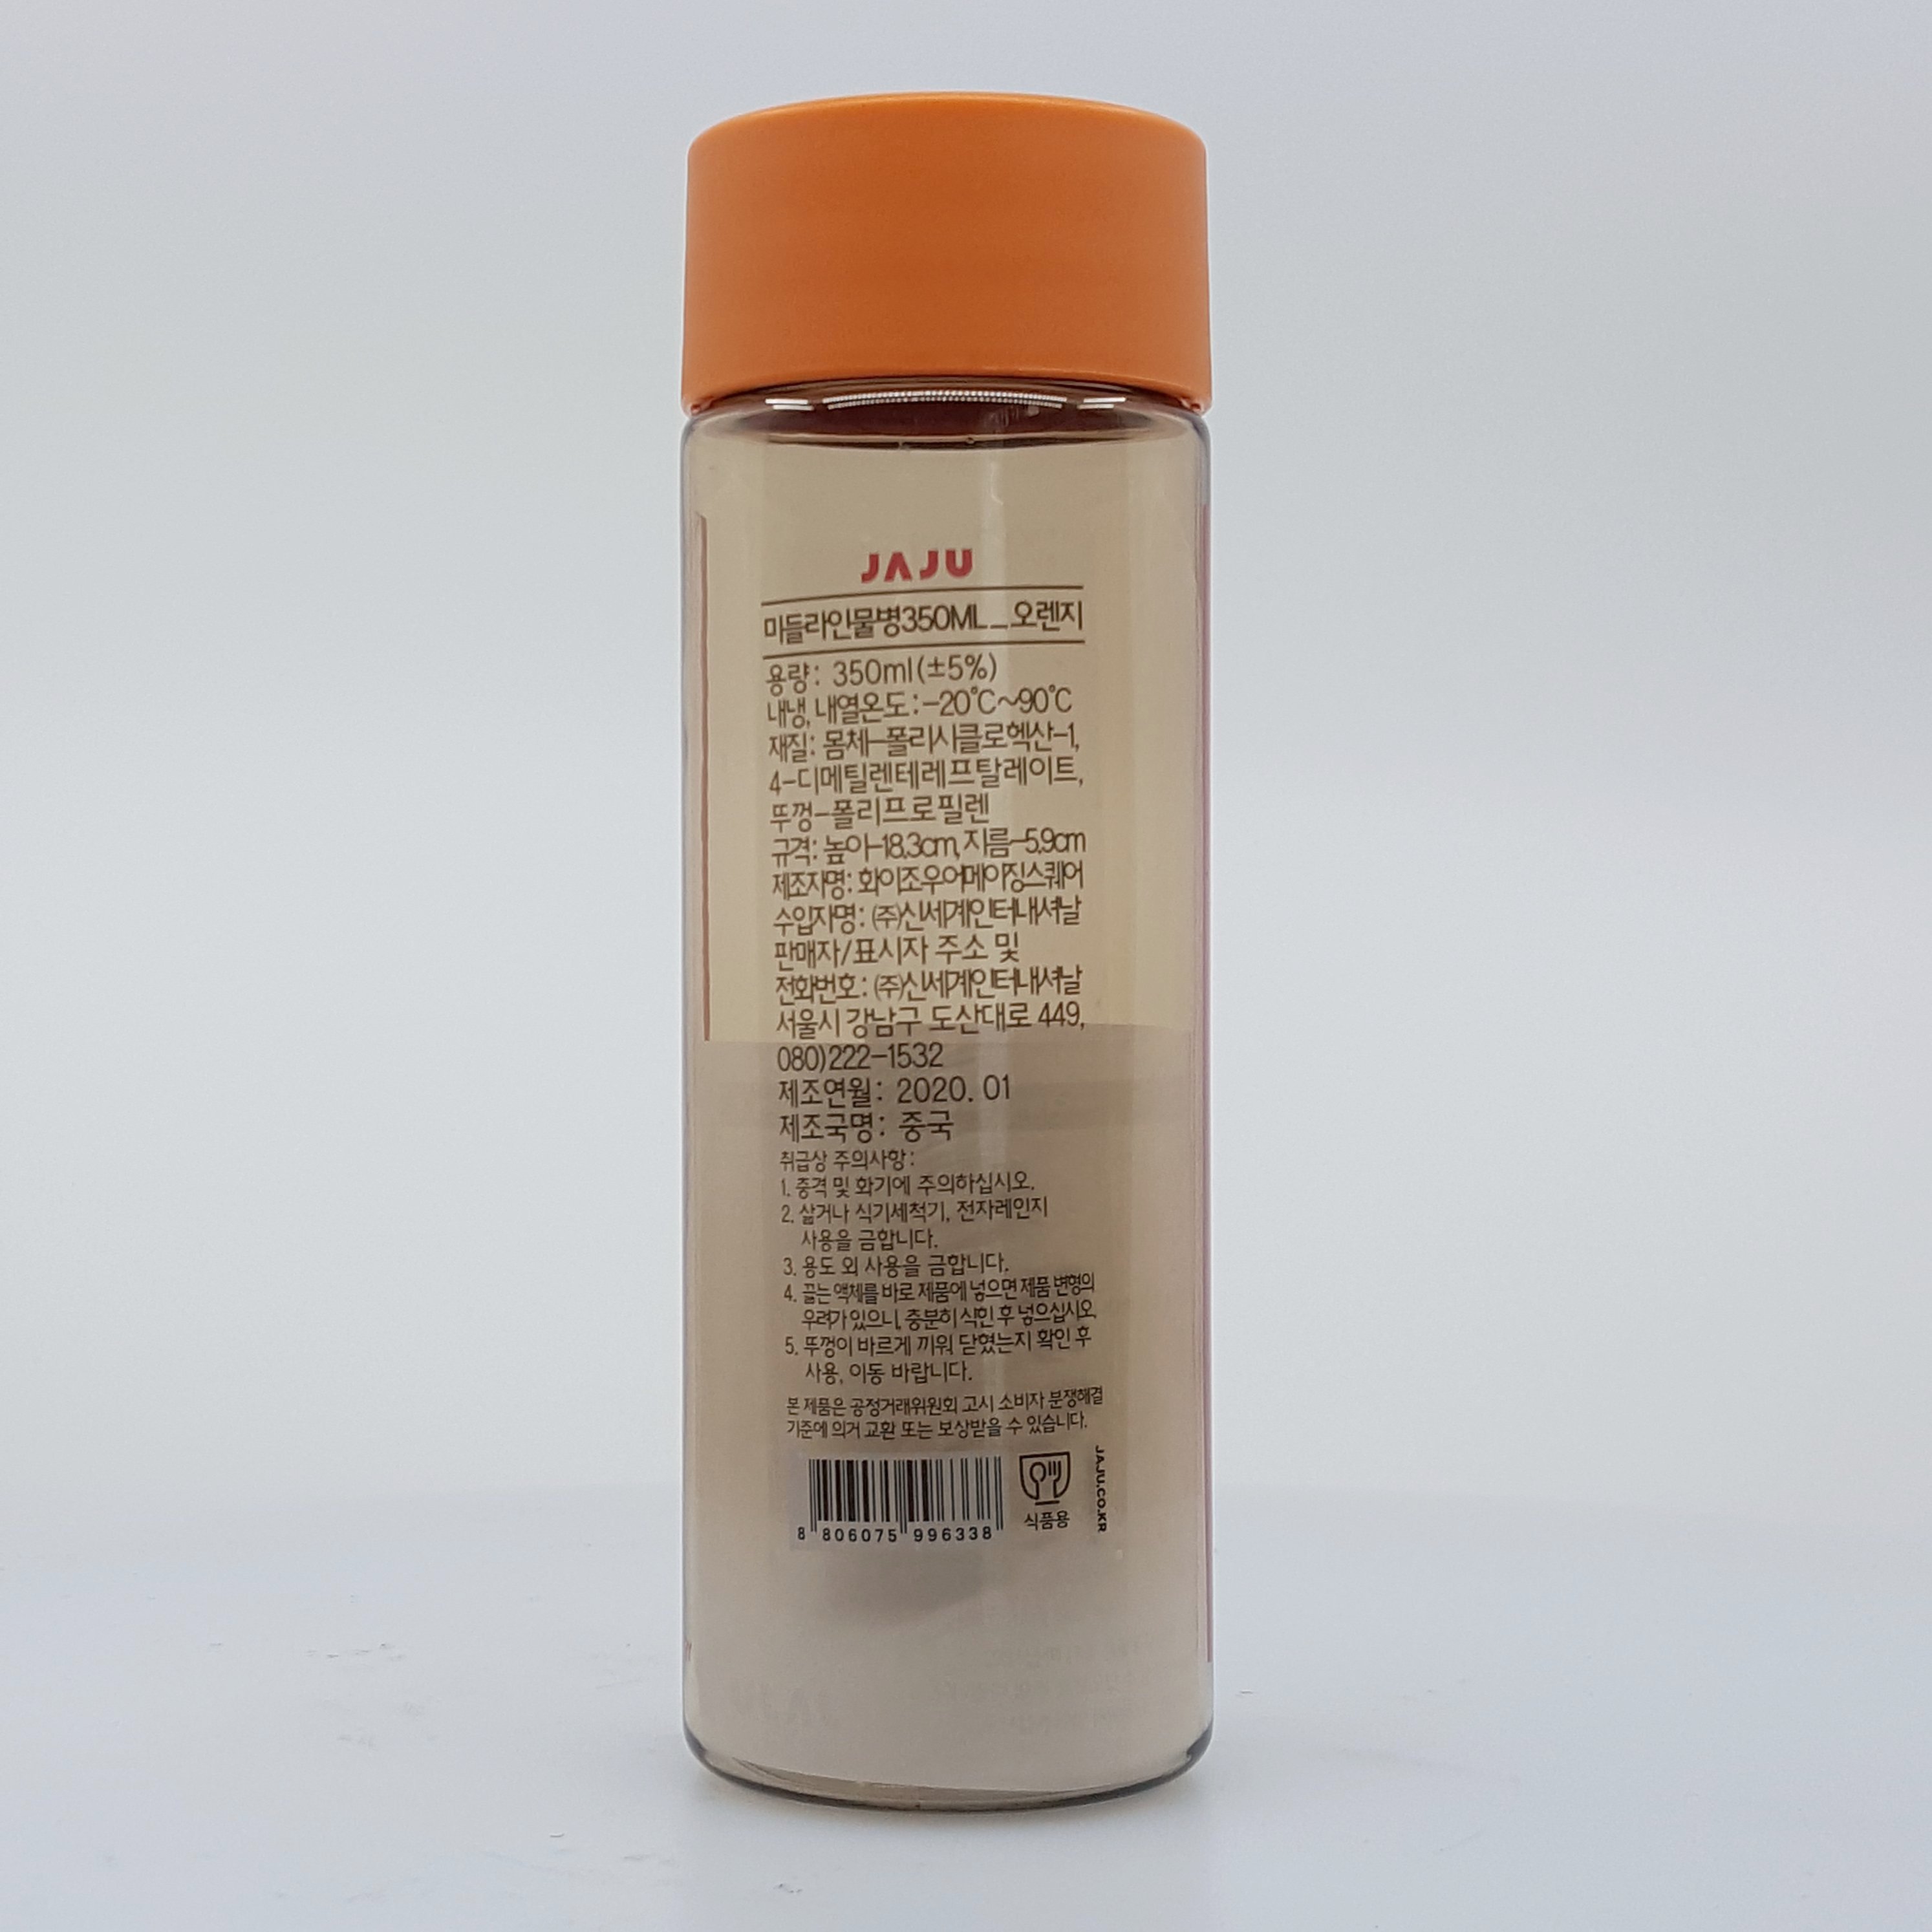 JAJU
미들라인물병350ML_오렌지
용량: 350ml(±5%)
내냉, 내열온도:-20℃~90℃
재질: 몸체-폴리시클로헥산-1,
4-디메틸렌테레프탈레이트,
뚜껑-폴리프로필렌
규격: 높이-18.3cm, 지름-5.9cm
제조자명: 화이조우어메이징스퀘어
수입자명: ㈜신세계인터내셔날
판매자/표시자 주소 및
전화번호: ㈜신세계인터내셔날
서울시 강남구 도산대로 449,
080)222-1532
제조연월: 2020. 01
제조국명: 중국
취급상 주의사항:
1. 충격 및 화기에 주의하십시오.
2. 삶거나 식기세척기, 전자레인지
사용을 금합니다.
3. 용도 외 사용을 금합니다.
4. 끓는 액체를 바로 제품에 넣으면 제품 변형의
우려가 있으니, 충분히 식힌 후 넣으십시오.
5. 뚜껑이 바르게 끼워 닫혔는지 확인 후
사용, 이동 바랍니다.
본 제품은 공정거래위원회 고시 소비자 분쟁해결
기준에 의거 교환 또는 보상받을 수 있습니다.
8 806075 996338
식품용
JAJU.CO.KR